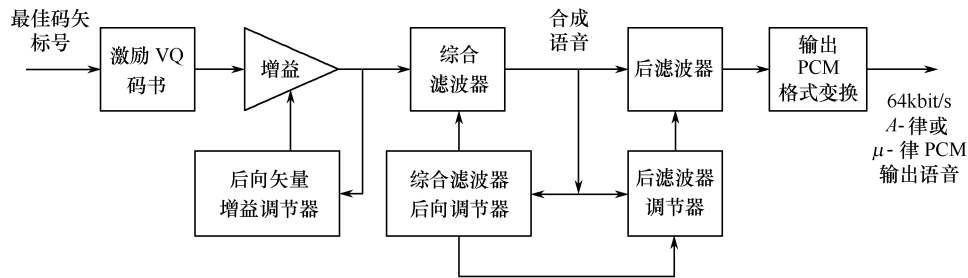 最佳码矢
标号
激励 VQ
码书
增益
综合
滤波器
合成
语音
后滤波器
输出
PCM
格式变换
64kbit/s
A- 律或
μ- 律 PCM
输出语音
后向矢量
增益调节器
综合滤波器
后向调节器
后滤波器
调节器